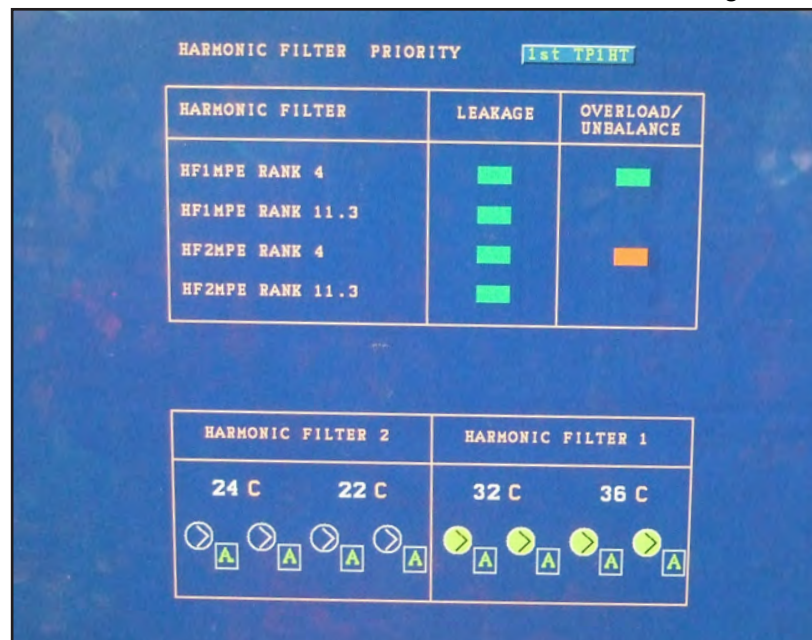 HARMONIC FILTER PRIORITY 1st TP1HT
HARMONIC FILTER LEAKAGE OVERLOAD/
UNBALANCE
HF1MPE RANK 4
HF1MPE RANK 11.3
HF2MPE RANK 4
HF2MPE RANK 11.3
HARMONIC FILTER 2 HARMONIC FILTER 1
24 C 22 C 32 C 36 C
A A A A A A A A